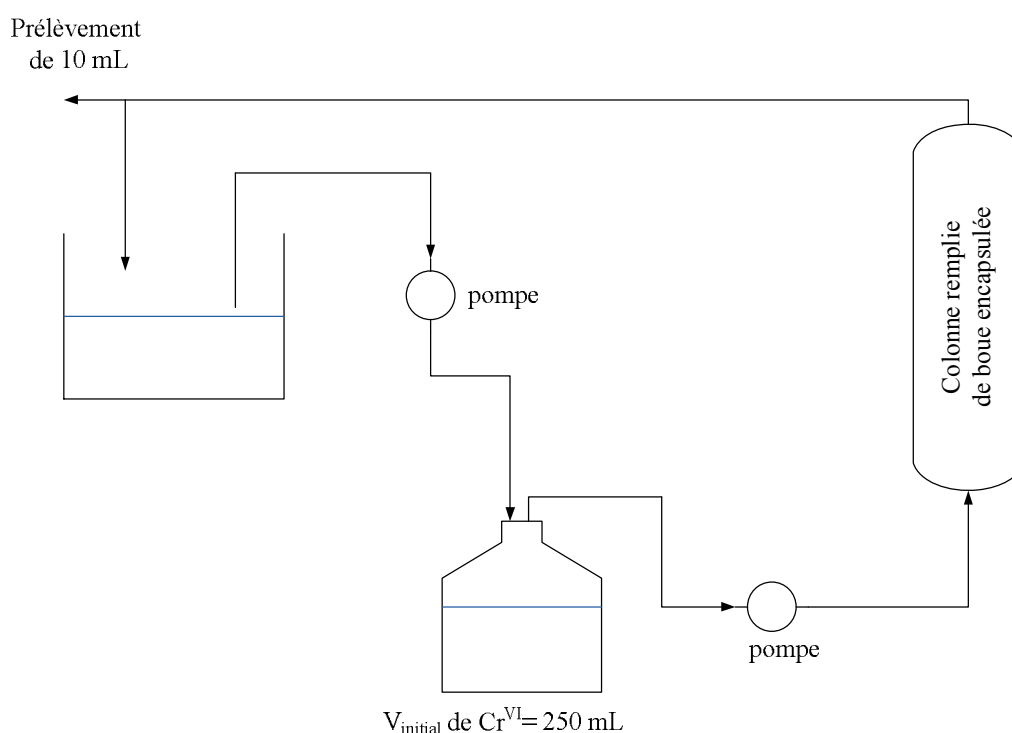 Prélèvement
de 10 mL
pompe
Colonne remplie
de boue encapsulée
pompe
V_initial de Cr^VI = 250 mL